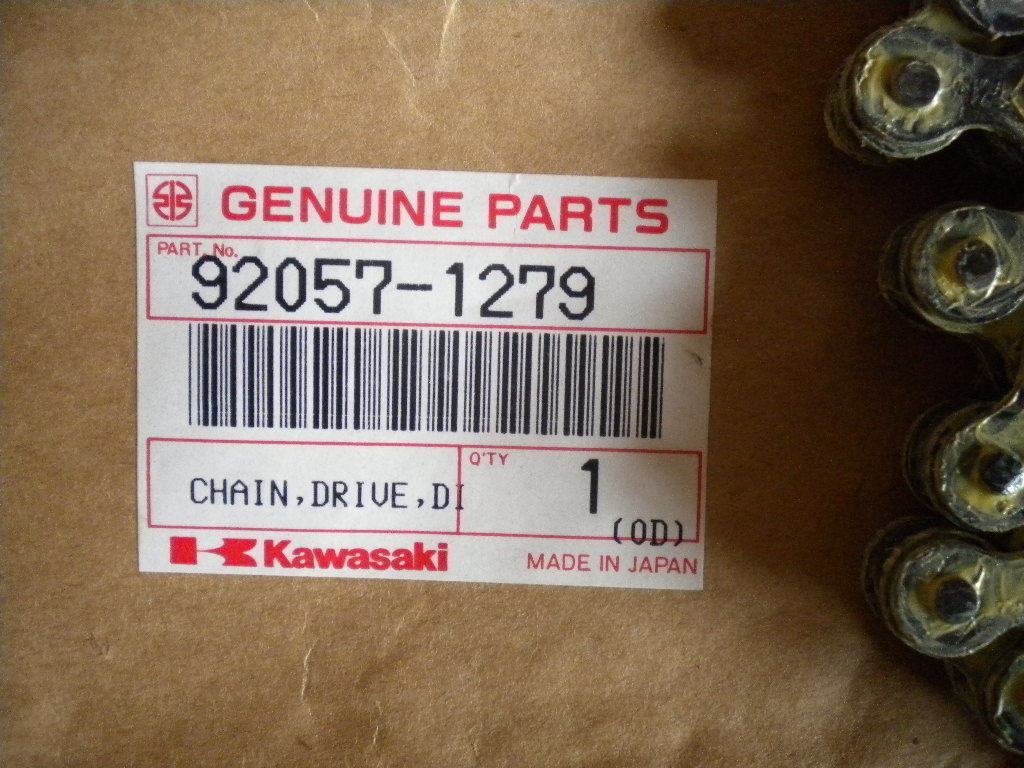 GENUINE PARTS
PART. No.
92057-1279
CHAIN,DRIVE,DI
Q'TY
1
(OD)
Kawasaki
MADE IN JAPAN